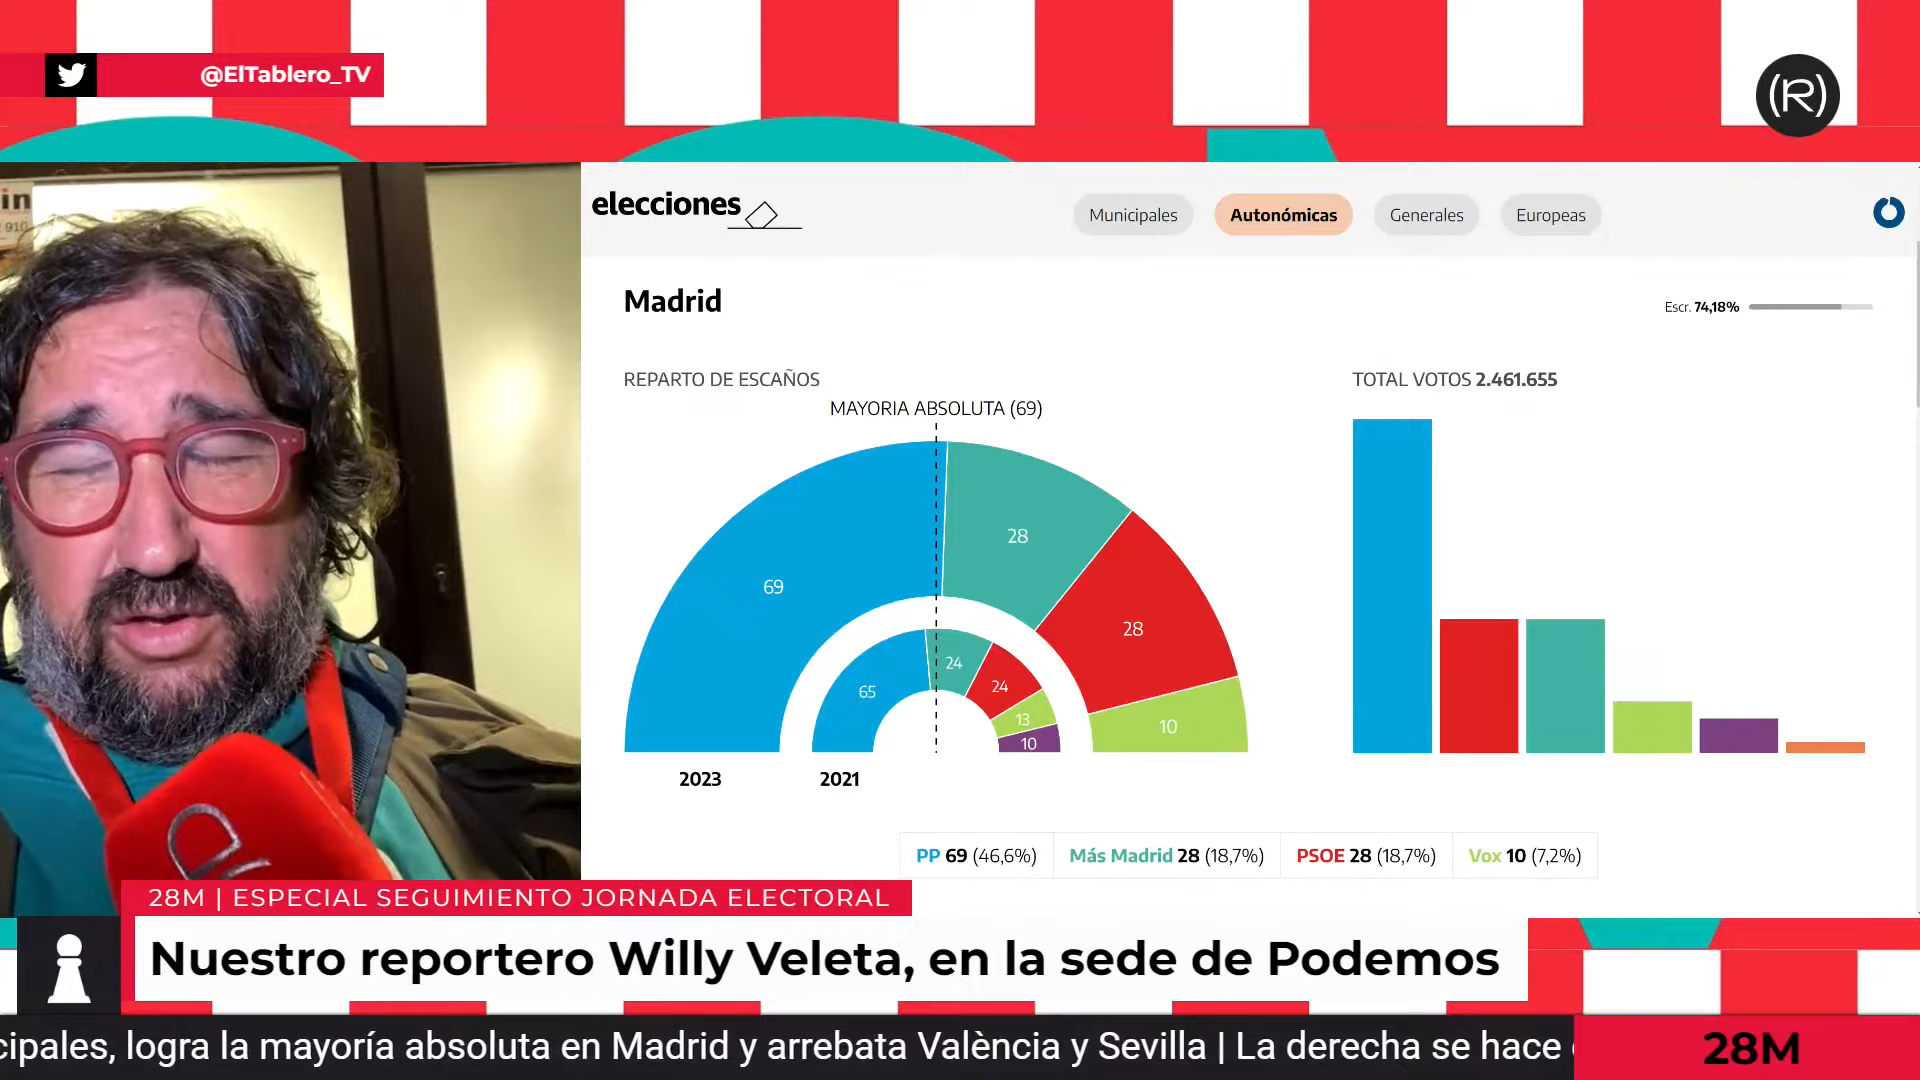 @ElTablero_TV
(R)
in
910
elecciones
Municipales
Autonómicas
Generales
Europeas
Madrid
Escr. 74,18%
REPARTO DE ESCAÑOS
TOTAL VOTOS 2.461.655
MAYORIA ABSOLUTA (69)
69
28
28
10
65
24
24
13
10
2023
2021
PP 69 (46,6%)
Más Madrid 28 (18,7%)
PSOE 28 (18,7%)
Vox 10 (7,2%)
28M | ESPECIAL SEGUIMIENTO JORNADA ELECTORAL
Nuestro reportero Willy Veleta, en la sede de Podemos
cipales, logra la mayoría absoluta en Madrid y arrebata València y Sevilla | La derecha se hace
28M